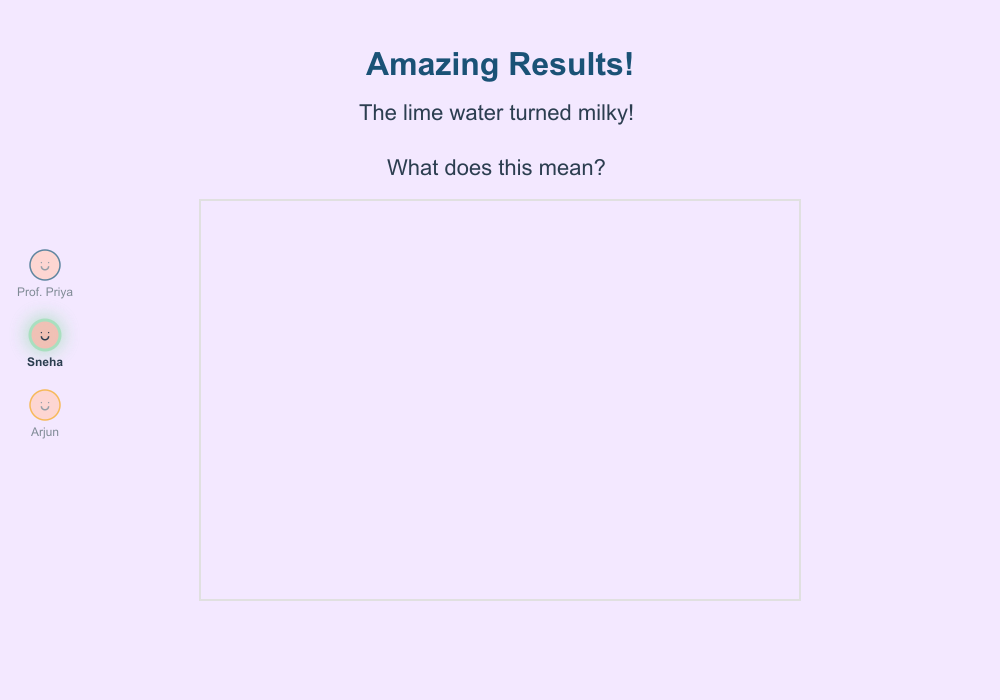 Amazing Results!
The lime water turned milky!
What does this mean?
Prof. Priya
Sneha
Arjun